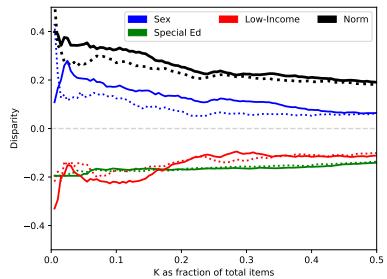 Sex
Special Ed
Low-Income
Norm
Disparity
0.4
0.2
0.0
−0.2
−0.4
0.0 0.1 0.2 0.3 0.4 0.5
K as fraction of total items